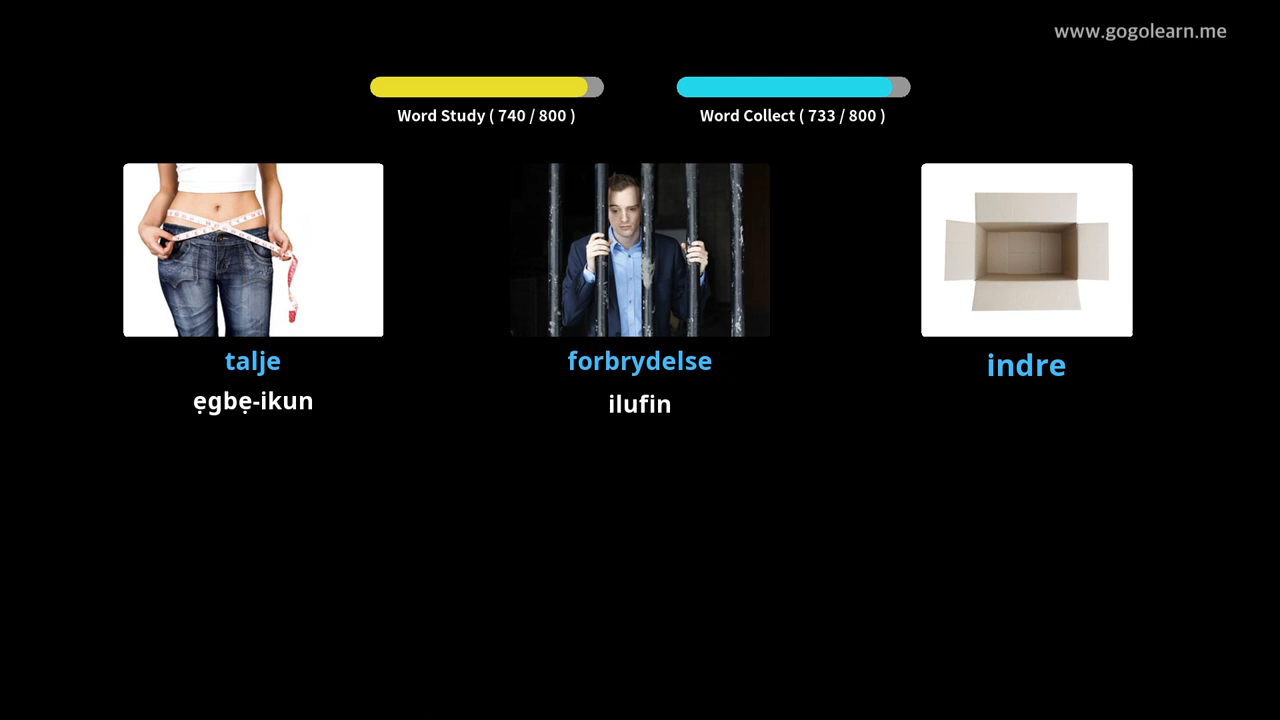 www.gogolearn.me
Word Study ( 740 / 800 )
Word Collect ( 733 / 800 )
talje
ẹgbẹ-ikun
forbrydelse
ilufin
indre